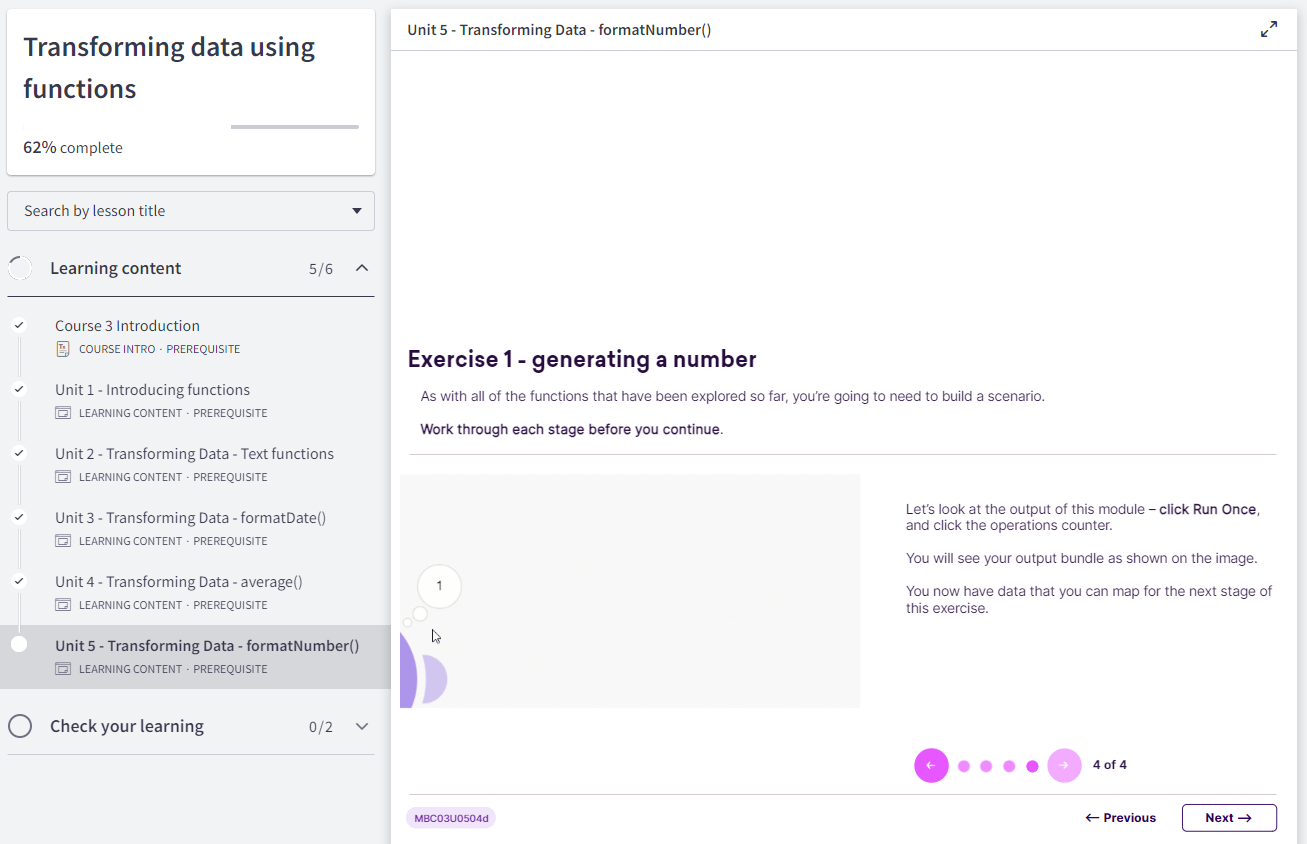 Transforming data using
functions
62% complete
Search by lesson title
Learning content 5/6
Course 3 Introduction
COURSE INTRO · PREREQUISITE
Unit 1 - Introducing functions
LEARNING CONTENT · PREREQUISITE
Unit 2 - Transforming Data - Text functions
LEARNING CONTENT · PREREQUISITE
Unit 3 - Transforming Data - formatDate()
LEARNING CONTENT · PREREQUISITE
Unit 4 - Transforming Data - average()
LEARNING CONTENT · PREREQUISITE
Unit 5 - Transforming Data - formatNumber()
LEARNING CONTENT · PREREQUISITE
Check your learning 0/2
Unit 5 - Transforming Data - formatNumber()
Exercise 1 - generating a number
As with all of the functions that have been explored so far, you're going to need to build a scenario.
Work through each stage before you continue.
1
Let's look at the output of this module – click Run Once,
and click the operations counter.
You will see your output bundle as shown on the image.
You now have data that you can map for the next stage of
this exercise.
4 of 4
MBC03U0504d
← Previous
Next →